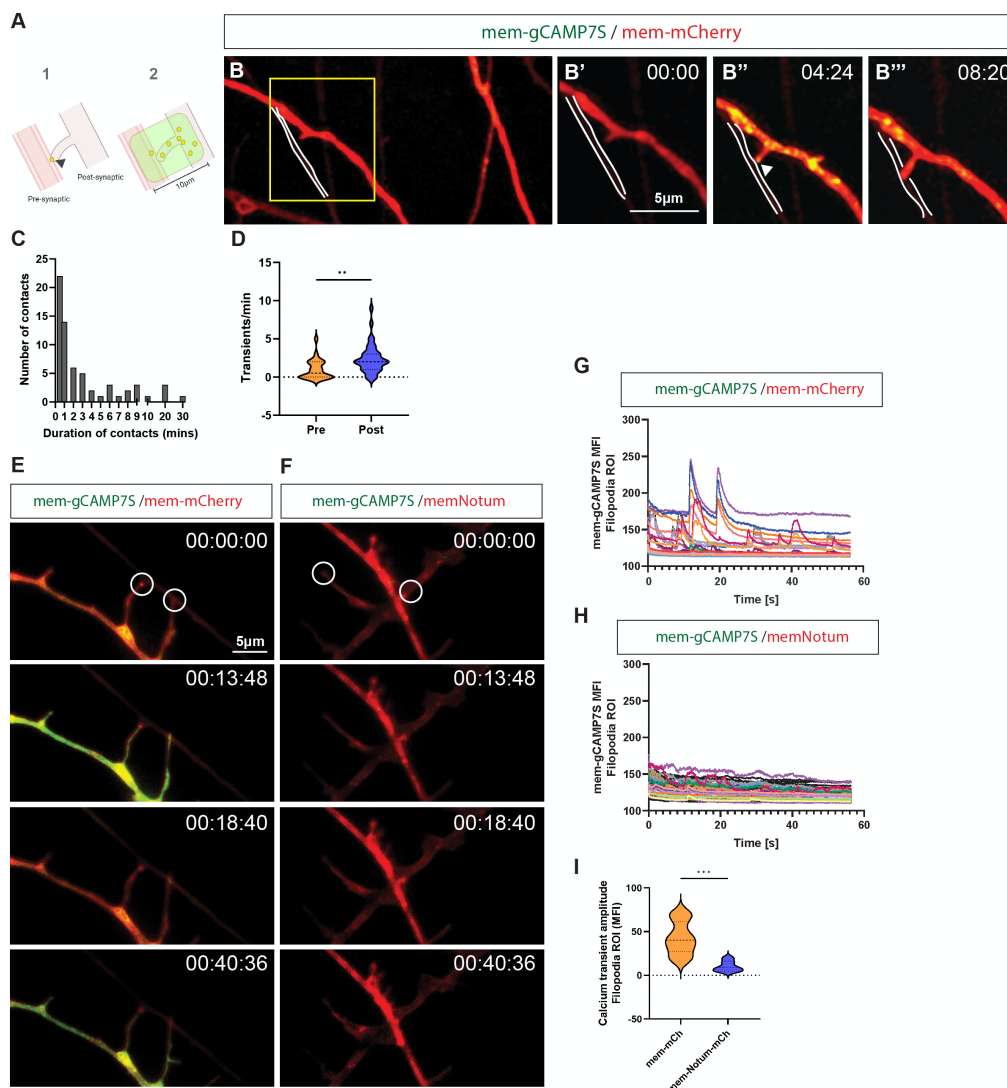 A
mem-gCAMP7S / mem-mCherry
1
2
Post-synaptic
Pre-synaptic
10µm
B
B'
00:00
5µm
B''
04:24
B'''
08:20
C
Number of contacts
25
20
15
10
5
0
0 1 2 3 4 5 6 7 8 9 10 20 30
Duration of contacts (mins)
D
Transients/min
15
10
5
0
-5
**
Pre
Post
E
mem-gCAMP7S /mem-mCherry
00:00:00
5µm
00:13:48
00:18:40
00:40:36
F
mem-gCAMP7S /memNotum
00:00:00
00:13:48
00:18:40
00:40:36
G
mem-gCAMP7S /mem-mCherry
mem-gCAMP7S MFI
Filopodia ROI
300
250
200
150
100
0 20 40 60
Time [s]
H
mem-gCAMP7S /memNotum
mem-gCAMP7S MFI
Filopodia ROI
300
250
200
150
100
0 20 40 60
Time [s]
I
Calcium transient amplitude
Filopodia ROI (MFI)
100
50
0
-50
***
mem-mCh
mem-Notum-mCh